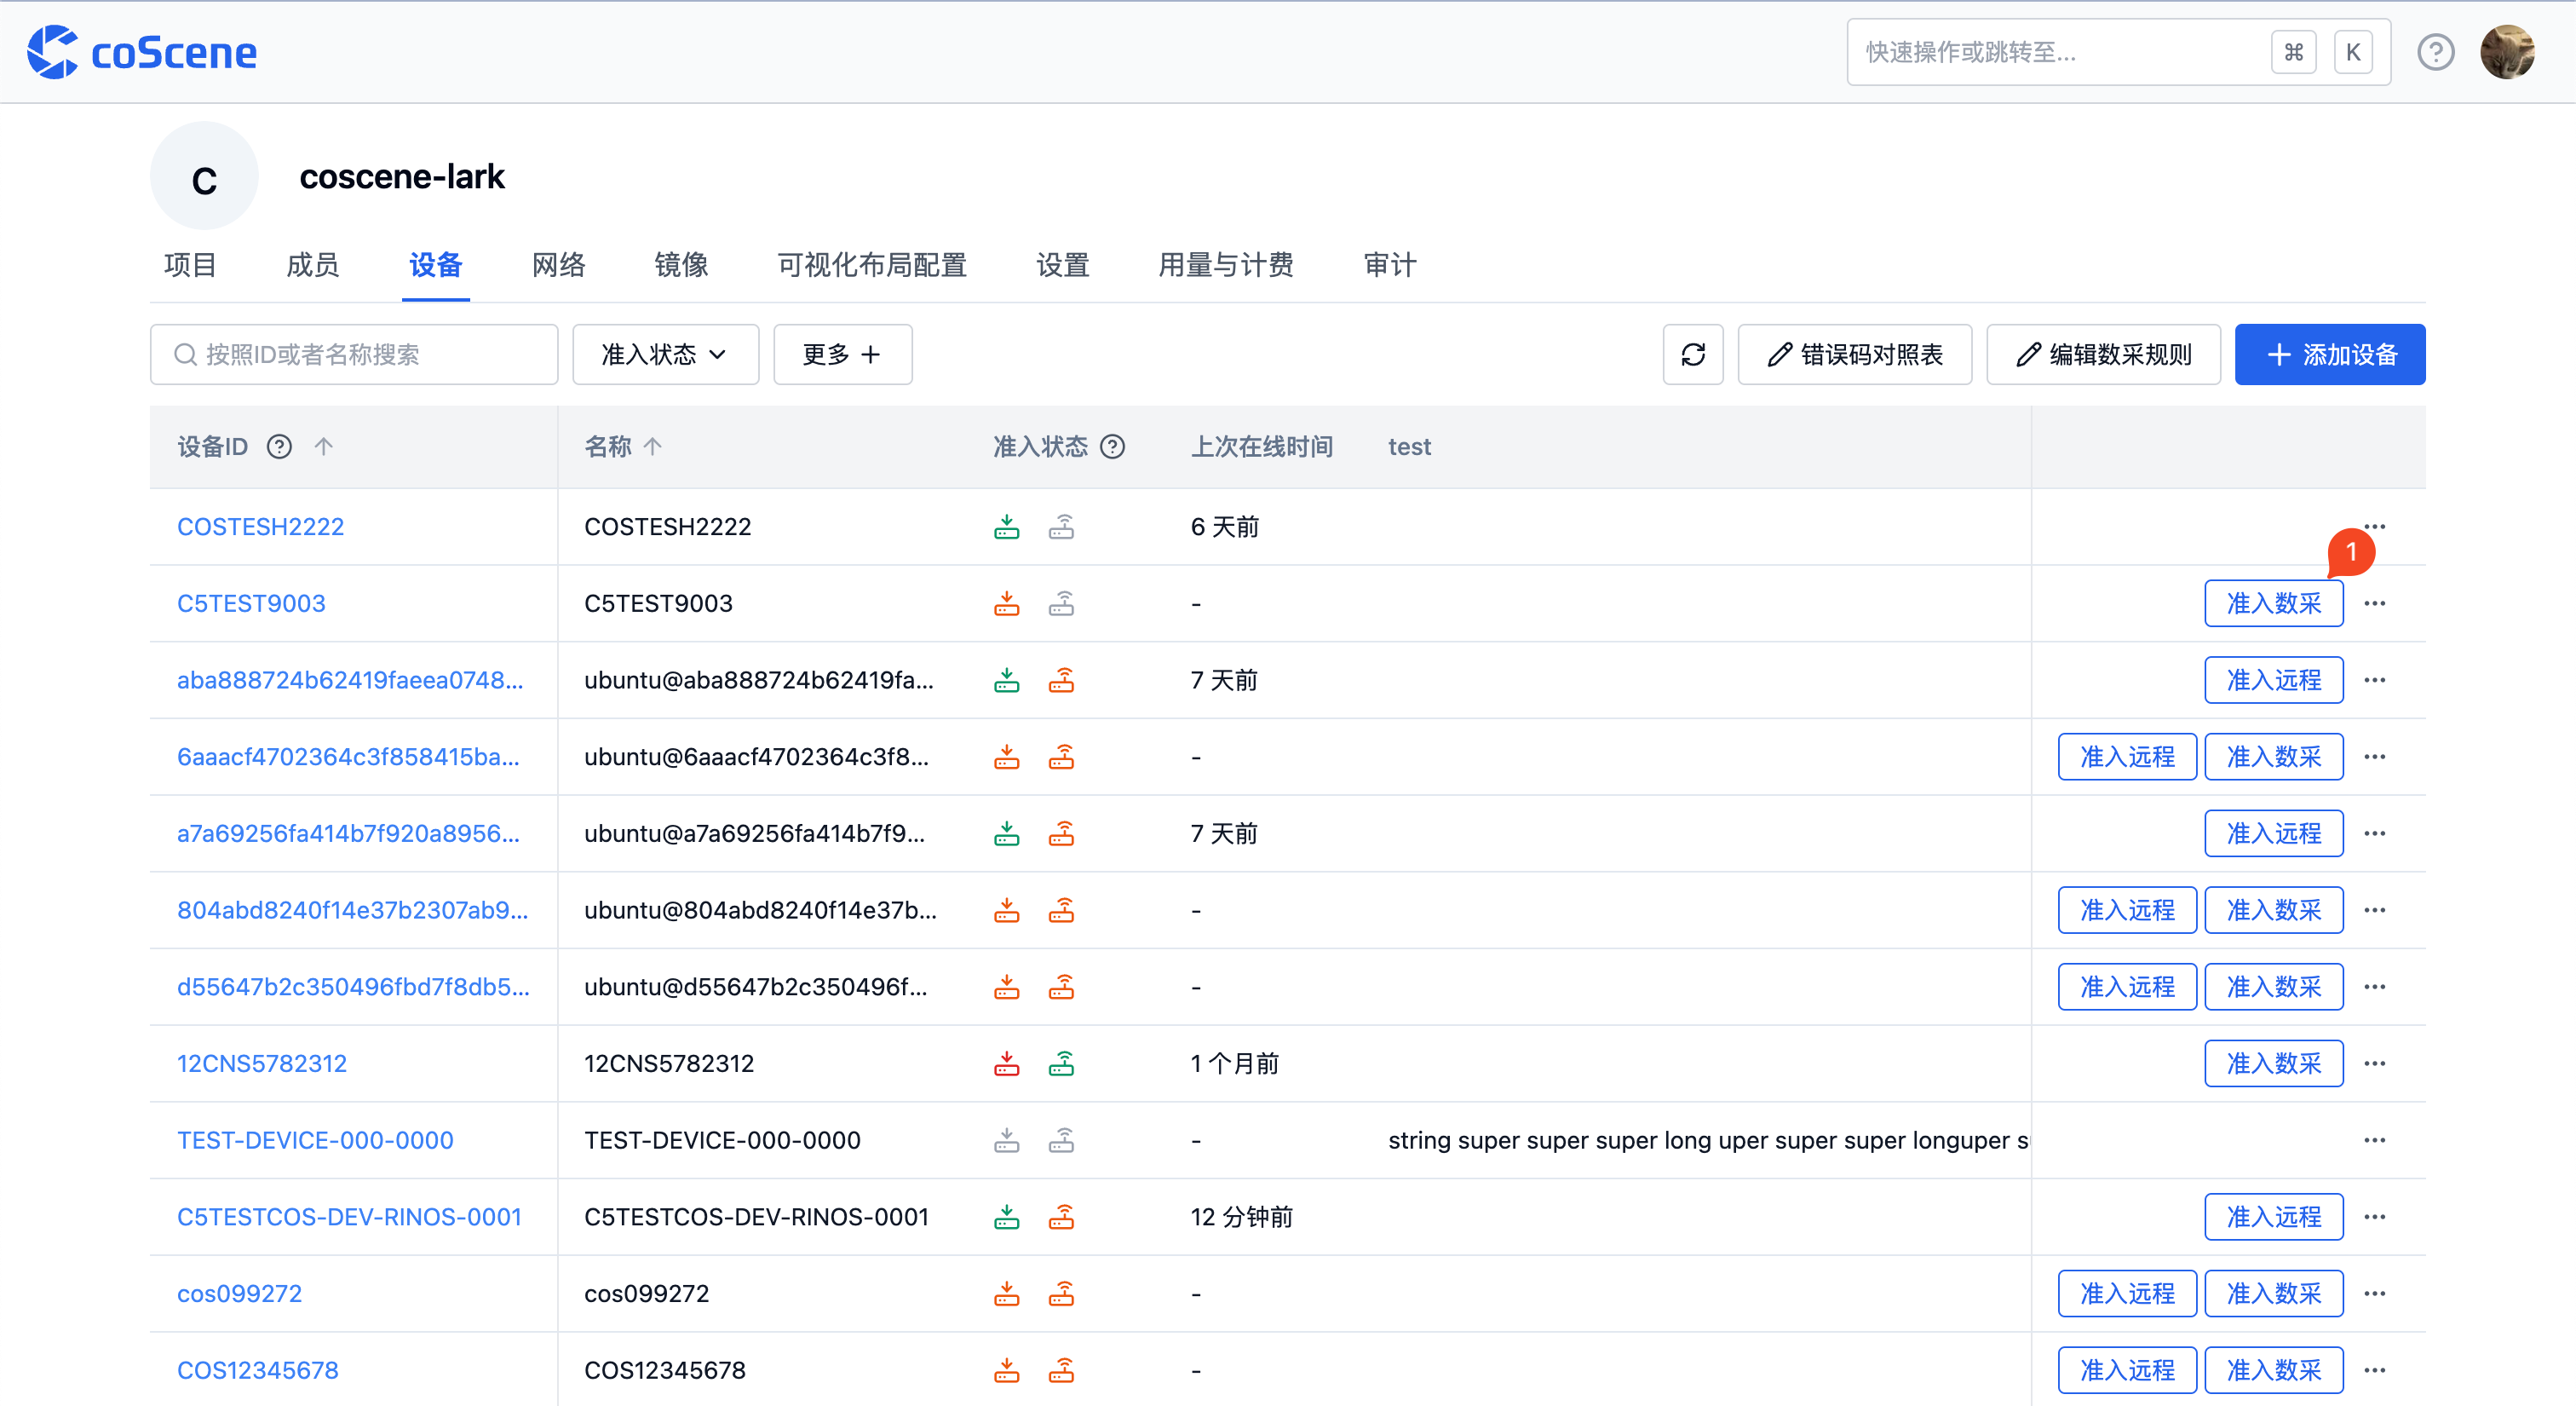 coScene
快速操作或跳转至...
⌘
K
C
coscene-lark
项目
成员
设备
网络
镜像
可视化布局配置
设置
用量与计费
审计
按照ID或者名称搜索
准入状态
更多
错误码对照表
编辑数采规则
添加设备
设备ID
名称
准入状态
上次在线时间
test
COSTESH2222
COSTESH2222
6 天前
1
C5TEST9003
C5TEST9003
-
准入数采
aba888724b62419faeea0748...
ubuntu@aba888724b62419fa...
7 天前
准入远程
6aaacf4702364c3f858415ba...
ubuntu@6aaacf4702364c3f8...
-
准入远程
准入数采
a7a69256fa414b7f920a8956...
ubuntu@a7a69256fa414b7f9...
7 天前
准入远程
804abd8240f14e37b2307ab9...
ubuntu@804abd8240f14e37b...
-
准入远程
准入数采
d55647b2c350496fbd7f8db5...
ubuntu@d55647b2c350496f...
-
准入远程
准入数采
12CNS5782312
12CNS5782312
1 个月前
准入数采
TEST-DEVICE-000-0000
TEST-DEVICE-000-0000
-
string super super super long uper super super longuper s
C5TESTCOS-DEV-RINOS-0001
C5TESTCOS-DEV-RINOS-0001
12 分钟前
准入远程
cos099272
cos099272
-
准入远程
准入数采
COS12345678
COS12345678
-
准入远程
准入数采